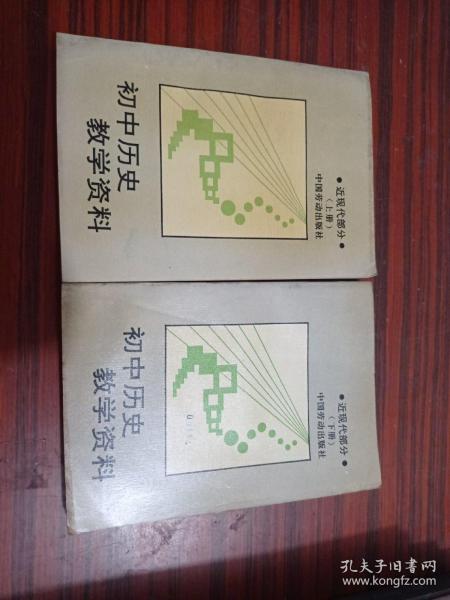 初中历史
教学资料
●近现代部分●
（上册）
中国劳动出版社
初中历史
教学资料
●近现代部分●
（下册）
中国劳动出版社
孔夫子旧书网
www.kongfz.com